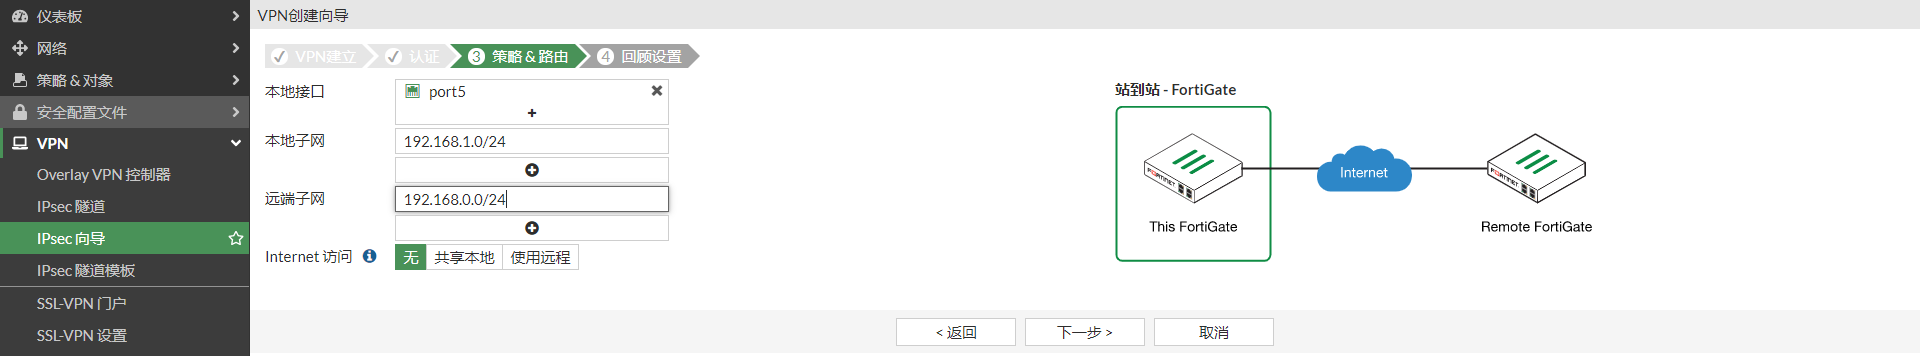 仪表板
网络
策略 & 对象
安全配置文件
VPN
Overlay VPN 控制器
IPsec 隧道
IPsec 向导
IPsec 隧道模板
SSL-VPN 门户
SSL-VPN 设置
VPN创建向导
VPN建立
认证
3 策略 & 路由
4 回顾设置
本地接口
port5
本地子网
192.168.1.0/24
远端子网
192.168.0.0/24
Internet 访问
无
共享本地
使用远程
站到站 - FortiGate
FORTINET
Internet
FORTINET
This FortiGate
Remote FortiGate
< 返回
下一步 >
取消